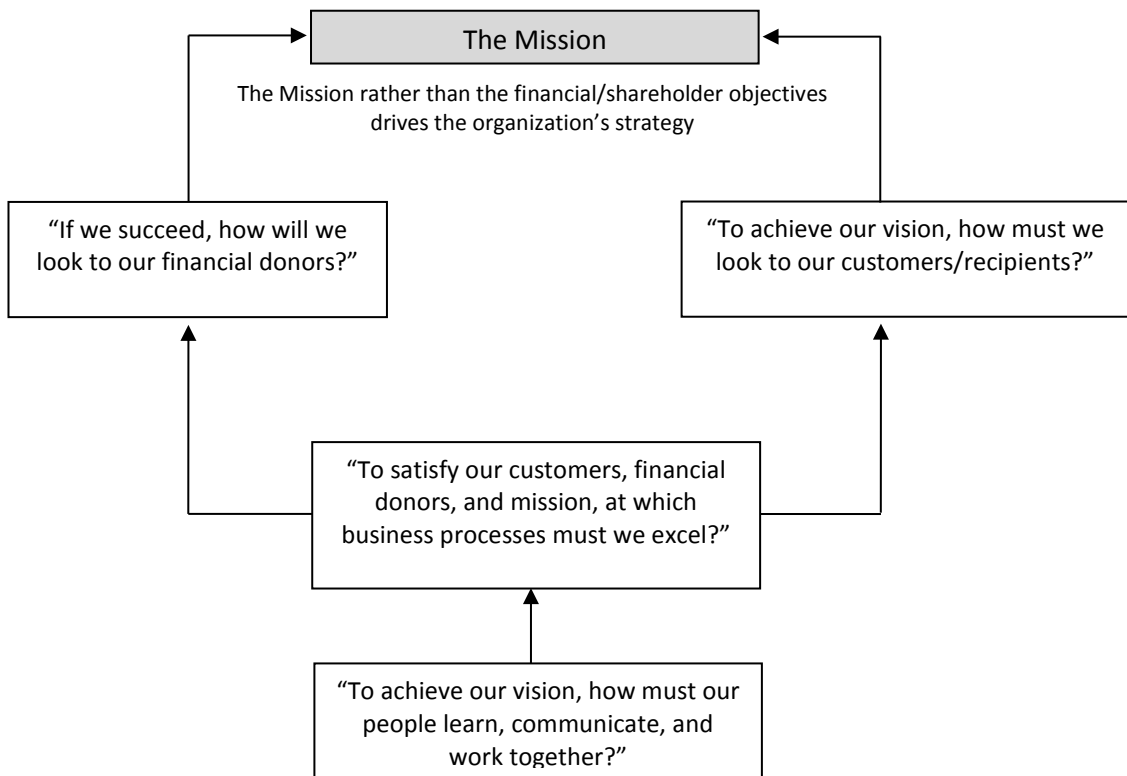 The Mission
The Mission rather than the financial/shareholder objectives
drives the organization’s strategy
“If we succeed, how will we
look to our financial donors?”
“To achieve our vision, how must we
look to our customers/recipients?”
“To satisfy our customers, financial
donors, and mission, at which
business processes must we excel?”
“To achieve our vision, how must our
people learn, communicate, and
work together?”